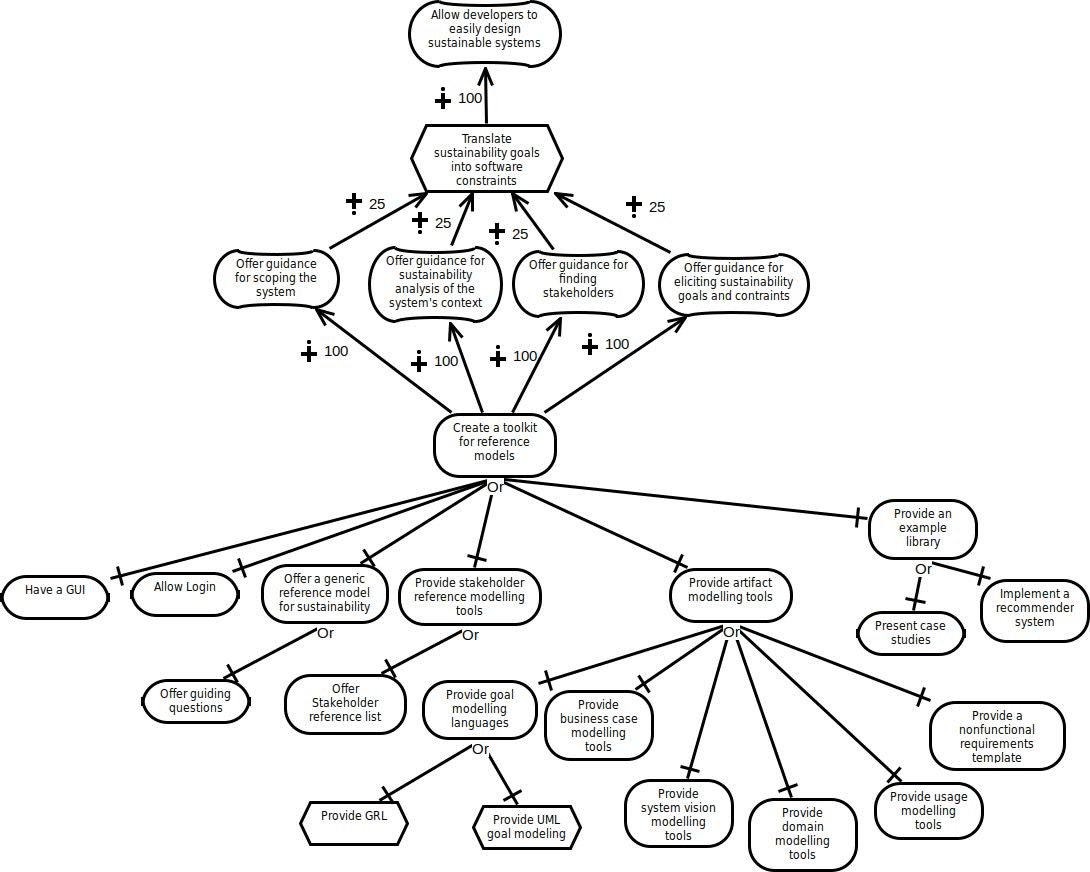 Allow developers to
easily design
sustainable systems
100
Translate
sustainability goals
into software
constraints
25
25
25
25
Offer guidance
for scoping the
system
Offer guidance for
sustainability
analysis of the
system's context
Offer guidance for
finding
stakeholders
Offer guidance for
eliciting sustainability
goals and contraints
100
100
100
100
Create a toolkit
for reference
models
Or
Have a GUI
Allow Login
Offer a generic
reference model
for sustainability
Or
Provide stakeholder
reference modelling
tools
Or
Provide artifact
modelling tools
Or
Provide an
example
library
Or
Present case
studies
Implement a
recommender
system
Offer guiding
questions
Offer
Stakeholder
reference list
Provide goal
modelling
languages
Or
Provide
business case
modelling
tools
Provide
system vision
modelling
tools
Provide
domain
modelling
tools
Provide usage
modelling
tools
Provide a
nonfunctional
requirements
template
Provide GRL
Provide UML
goal modeling